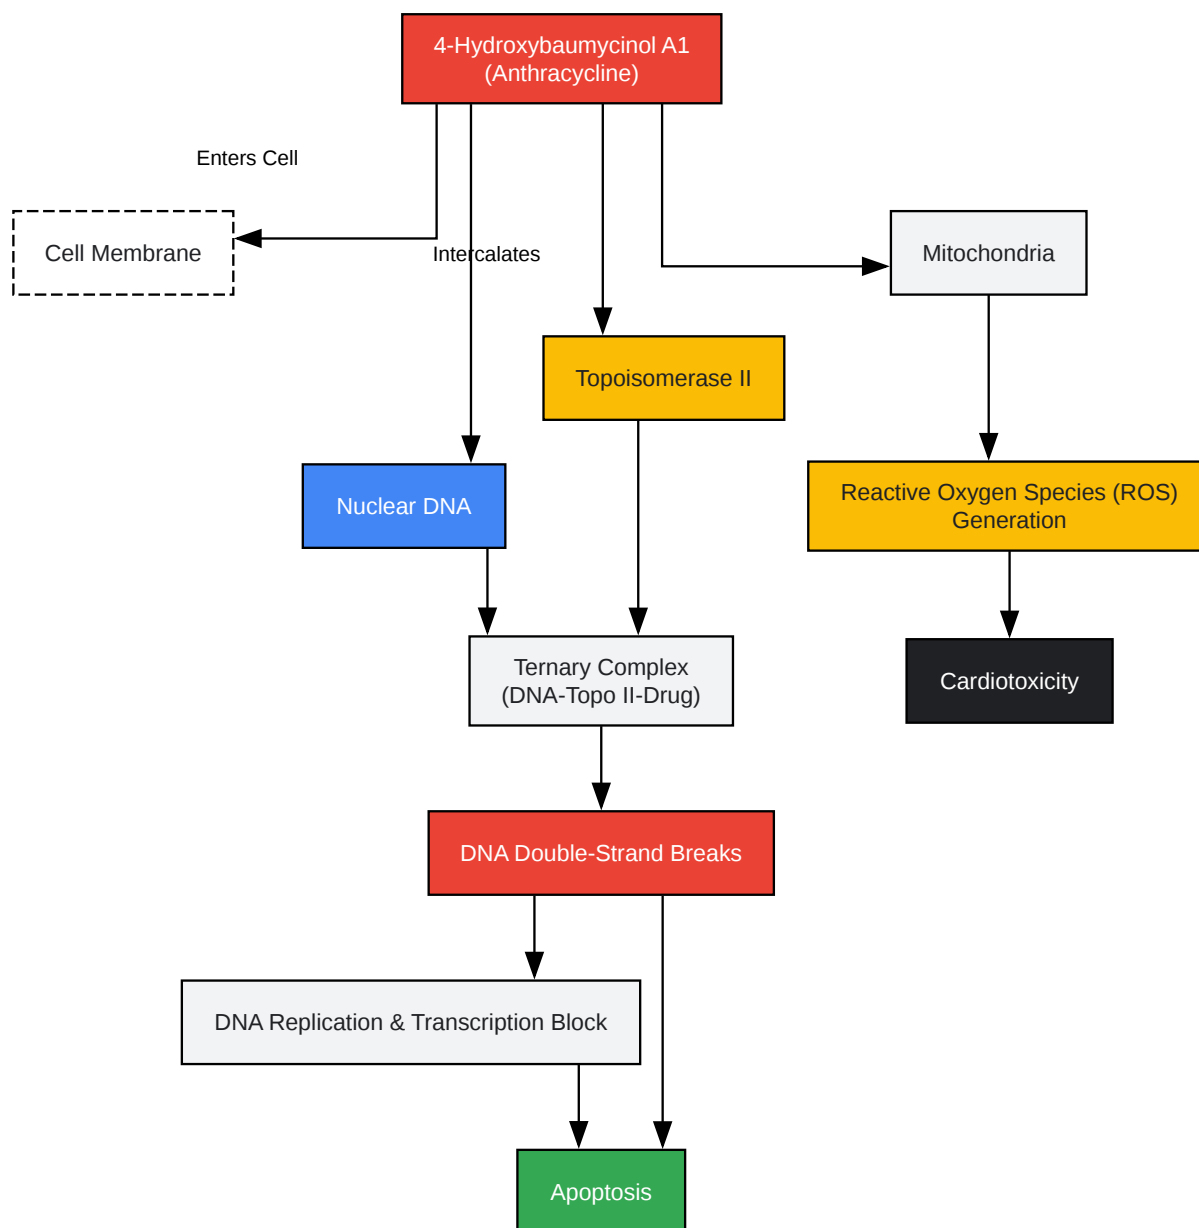 4-Hydroxybaumycinol A1
(Anthracycline)
Enters Cell
Cell Membrane
Intercalates
Mitochondria
Topoisomerase II
Nuclear DNA
Reactive Oxygen Species (ROS)
Generation
Ternary Complex
(DNA-Topo II-Drug)
Cardiotoxicity
DNA Double-Strand Breaks
DNA Replication & Transcription Block
Apoptosis